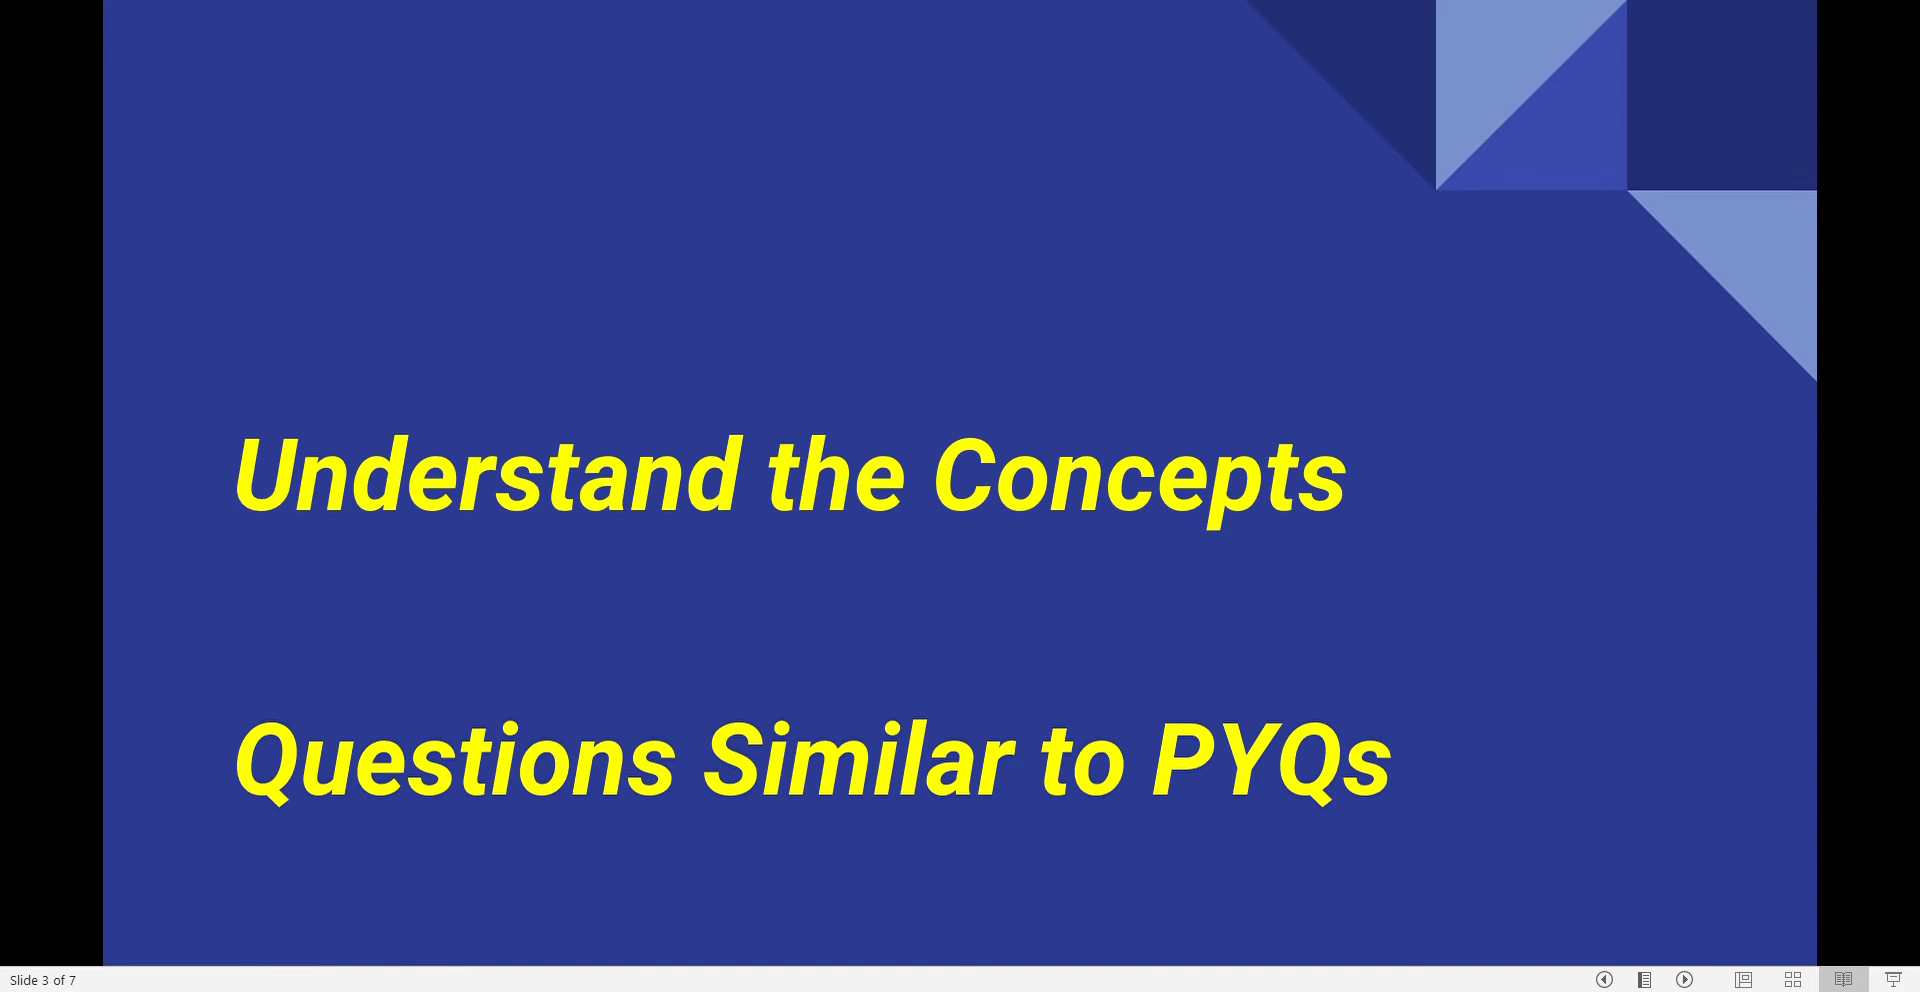 Understand the Concepts
Questions Similar to PYQs
Slide 3 of 7